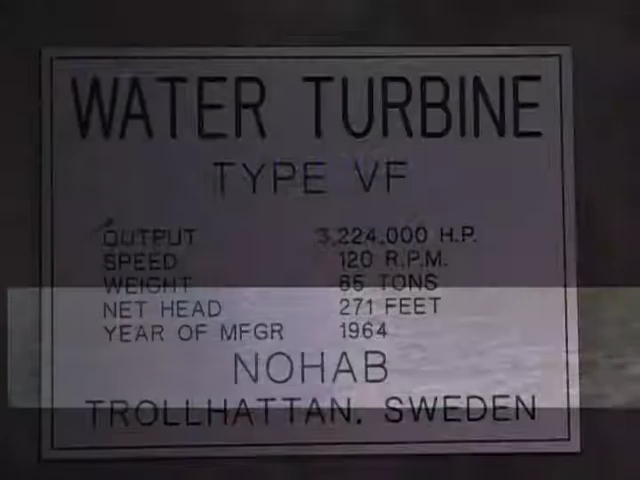 WATER TURBINE
TYPE VF
OUTPUT 3,224,000 H.P.
SPEED 120 R.P.M.
WEIGHT 85 TONS
NET HEAD 271 FEET
YEAR OF MFGR 1964
NOHAB
TROLLHATTAN, SWEDEN